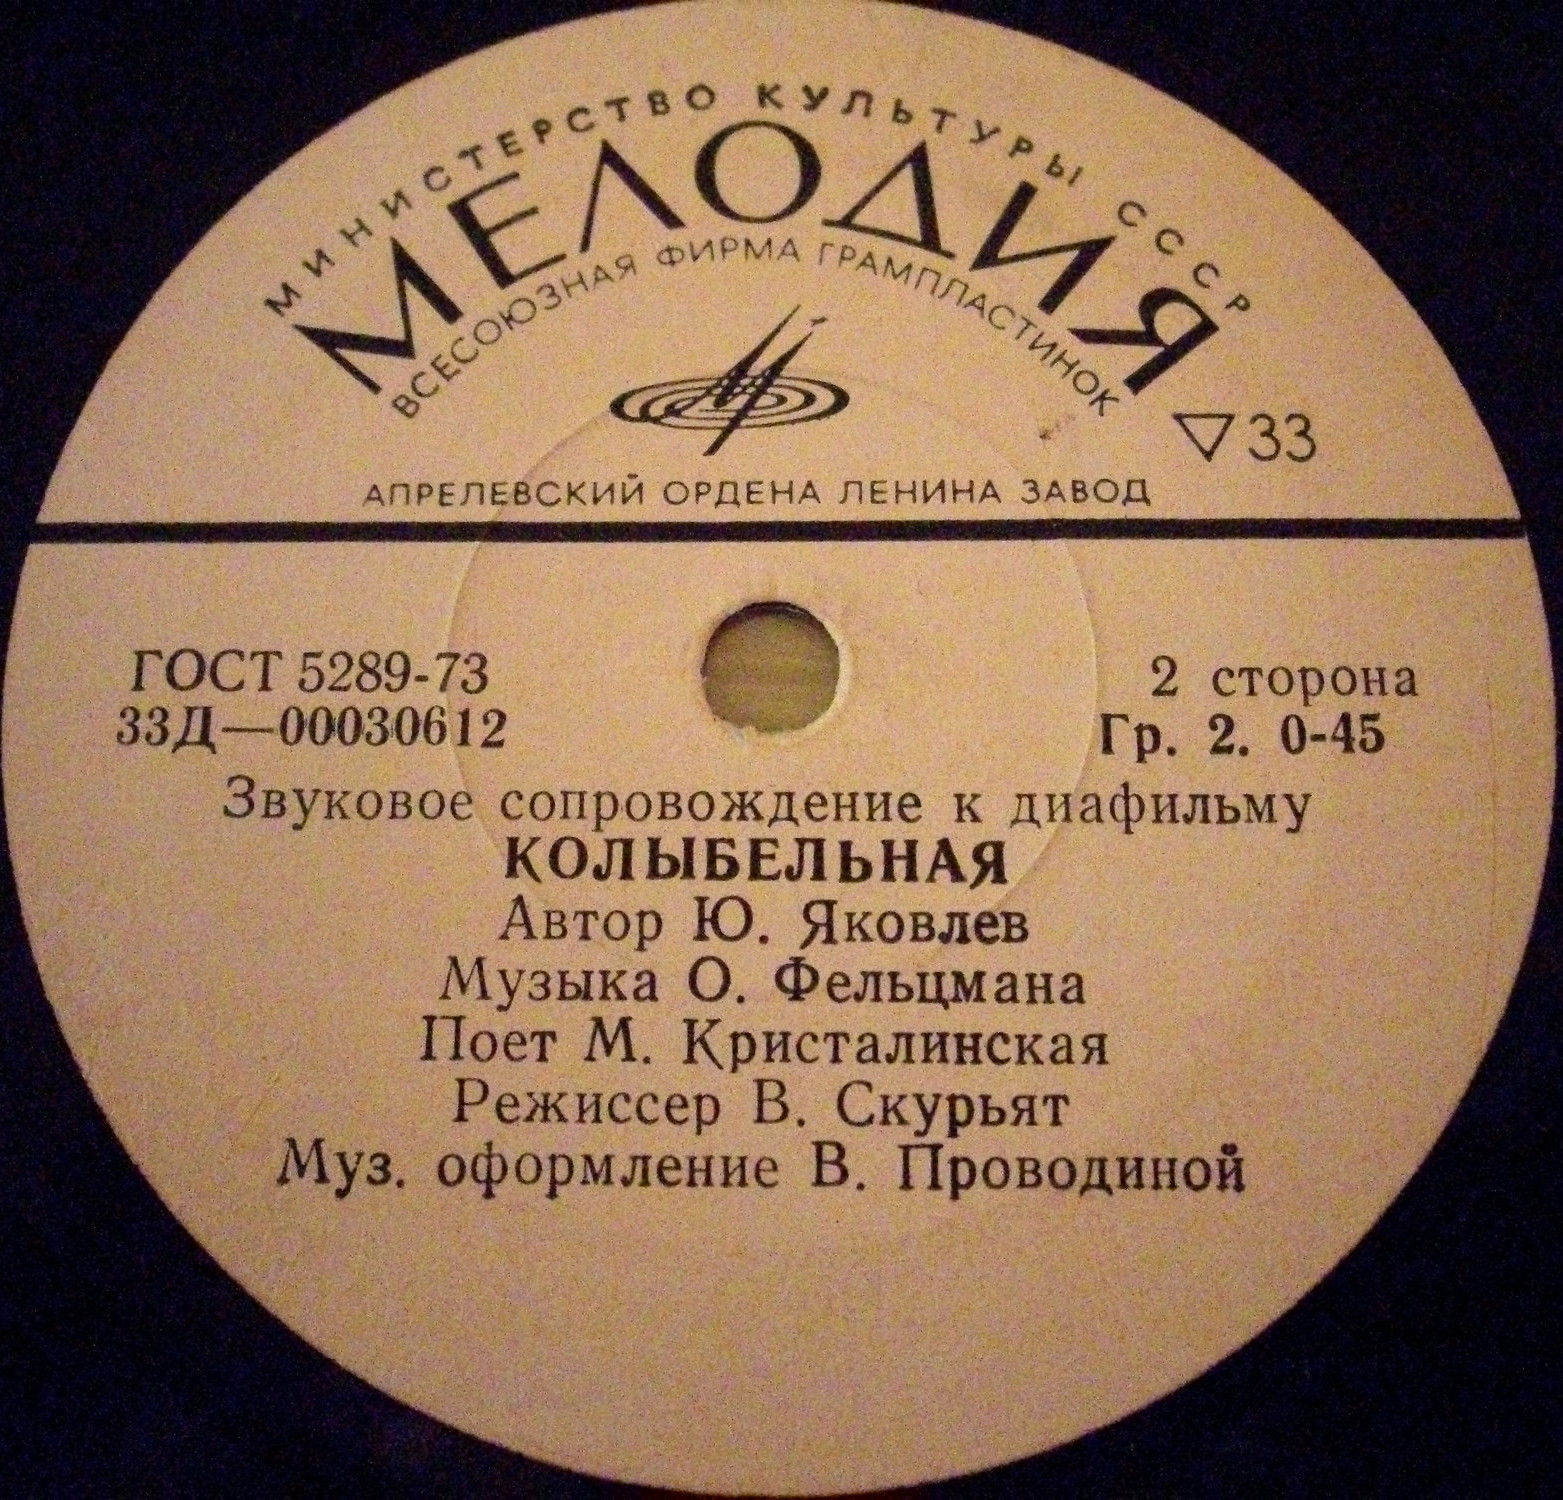 МИНИСТЕРСТВО КУЛЬТУРЫ СССР
МЕЛОДИЯ
ВСЕСОЮЗНАЯ ФИРМА ГРАМПЛАСТИНОК
33
АПРЕЛЕВСКИЙ ОРДЕНА ЛЕНИНА ЗАВОД
ГОСТ 5289-73
33Д—00030612
2 сторона
Гр. 2. 0-45
Звуковое сопровождение к диафильму
КОЛЫБЕЛЬНАЯ
Автор Ю. Яковлев
Музыка О. Фельцмана
Поет М. Кристалинская
Режиссер В. Скурьят
Муз. оформление В. Проводиной